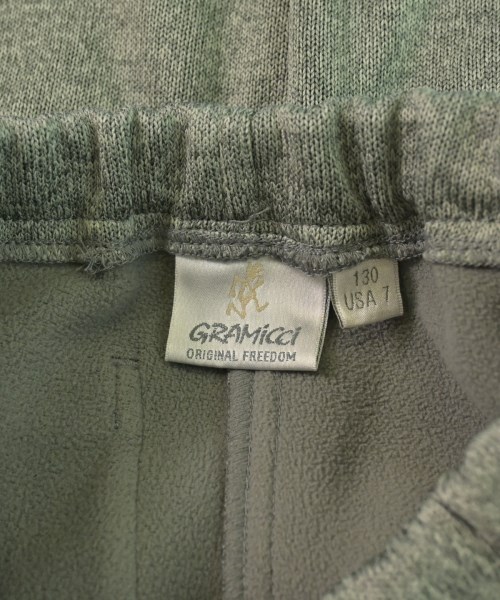 GRAMiCCi
ORIGINAL FREEDOM
130
USA 7